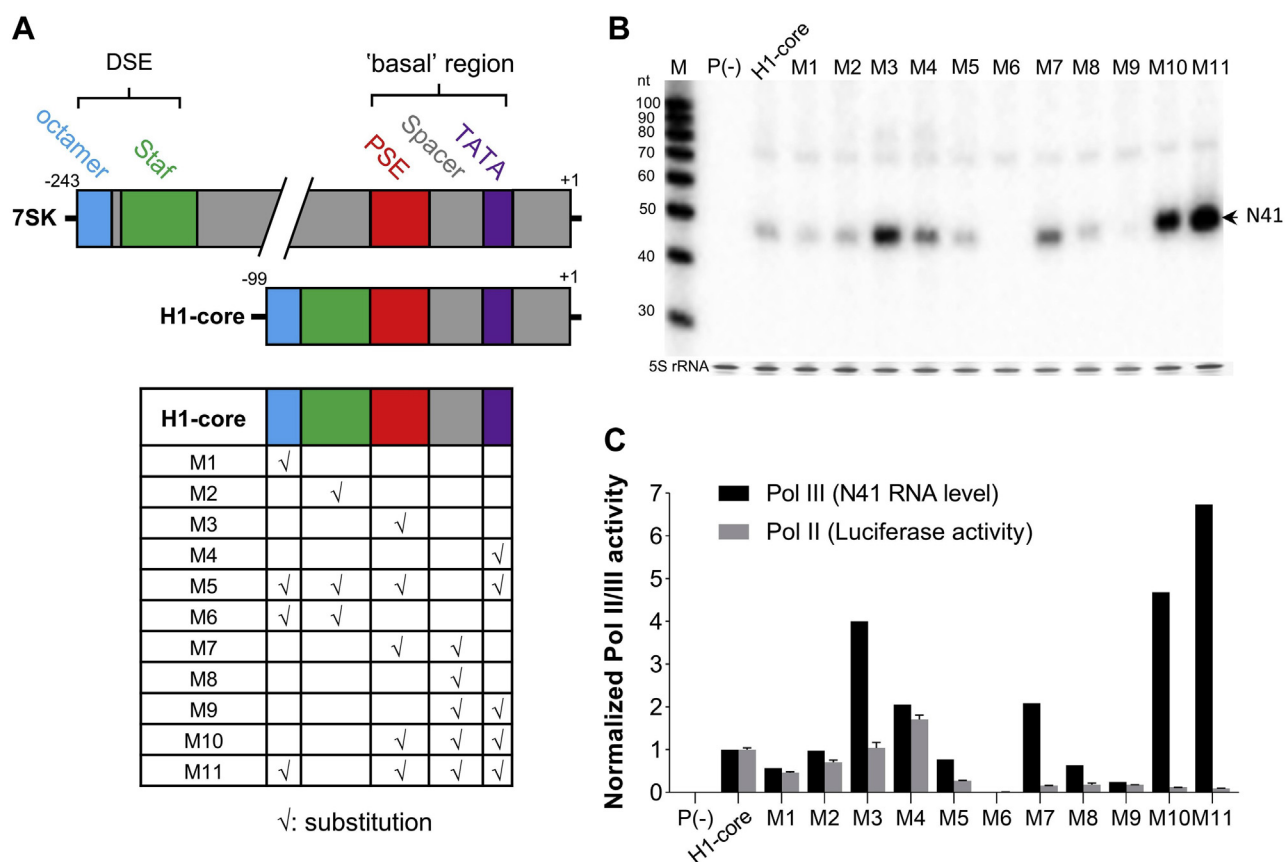 A
DSE
'basal' region
octamer
Staf
PSE
Spacer
TATA
-243
+1
7SK
-99
+1
H1-core
H1-core
M1 √
M2 √
M3 √
M4 √
M5 √ √ √ √
M6 √ √
M7 √ √
M8 √
M9 √ √
M10 √ √ √
M11 √ √ √ √
√: substitution
B
M P(-) H1-core M1 M2 M3 M4 M5 M6 M7 M8 M9 M10 M11
nt
100
90
80
70
60
50
N41
40
30
5S rRNA
C
Normalized Pol II/III activity
7
6
5
4
3
2
1
0
Pol III (N41 RNA level)
Pol II (Luciferase activity)
P(-) H1-core M1 M2 M3 M4 M5 M6 M7 M8 M9 M10 M11